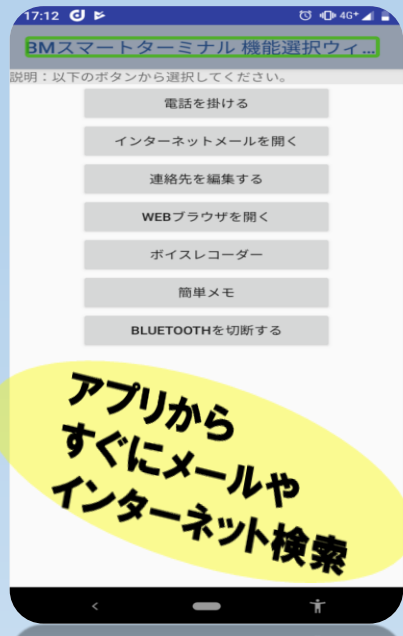 17:12 4G+
BMスマートターミナル 機能選択ウィ...
説明：以下のボタンから選択してください。
電話を掛ける
インターネットメールを開く
連絡先を編集する
WEBブラウザを開く
ボイスレコーダー
簡単メモ
BLUETOOTHを切断する
アプリから
すぐにメールや
インターネット検索